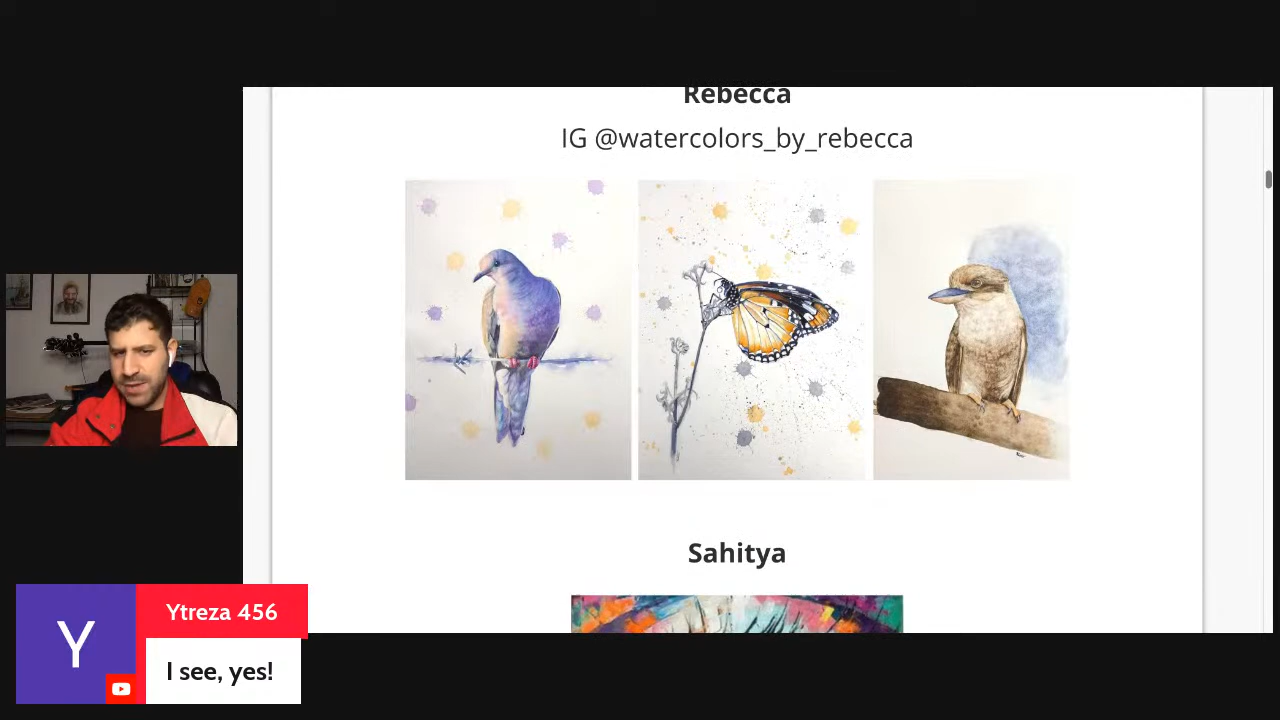 Rebecca
IG @watercolors_by_rebecca
Sahitya
Y
Ytreza 456
I see, yes!